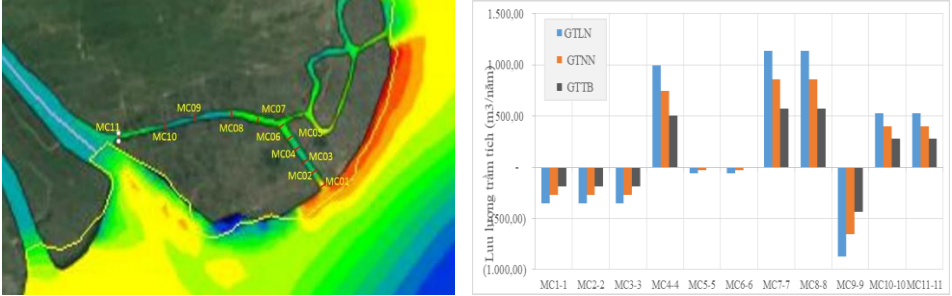 MC09
MC07
MC11
MC10
MC08
MC06
MC05
MC04
MC03
MC02
MC01
Lưu lượng trầm tích (m3/năm)
1.500,00
1.000,00
500,00
-
(500,00)
(1.000,00)
GTLN
GTNN
GTTB
MC1-1 MC2-2 MC3-3 MC4-4 MC5-5 MC6-6 MC7-7 MC8-8 MC9-9 MC10-10 MC11-11